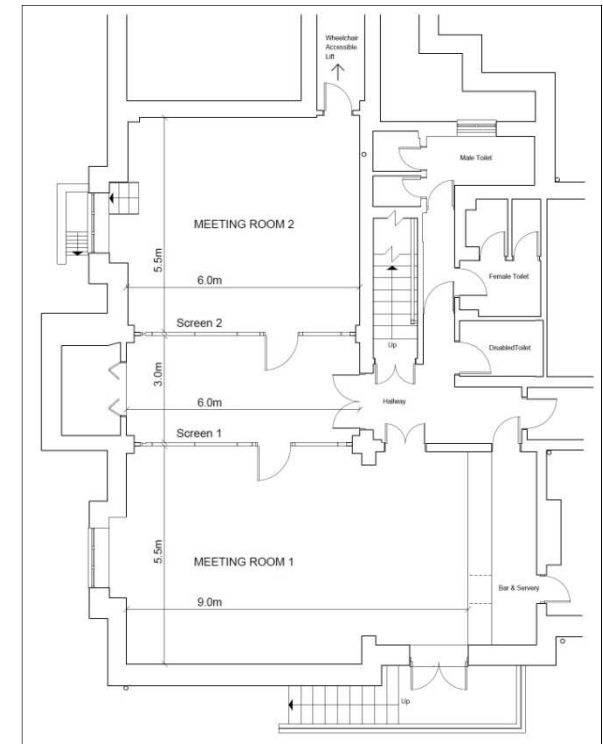 Wheelchair
Accessible
Lift
Male Toilet
MEETING ROOM 2
5.5m
6.0m
Female Toilet
Screen 2
Up
DisabledToilet
3.0m
6.0m
Hallway
Screen 1
5.5m
MEETING ROOM 1
Bar & Servery
9.0m
Up